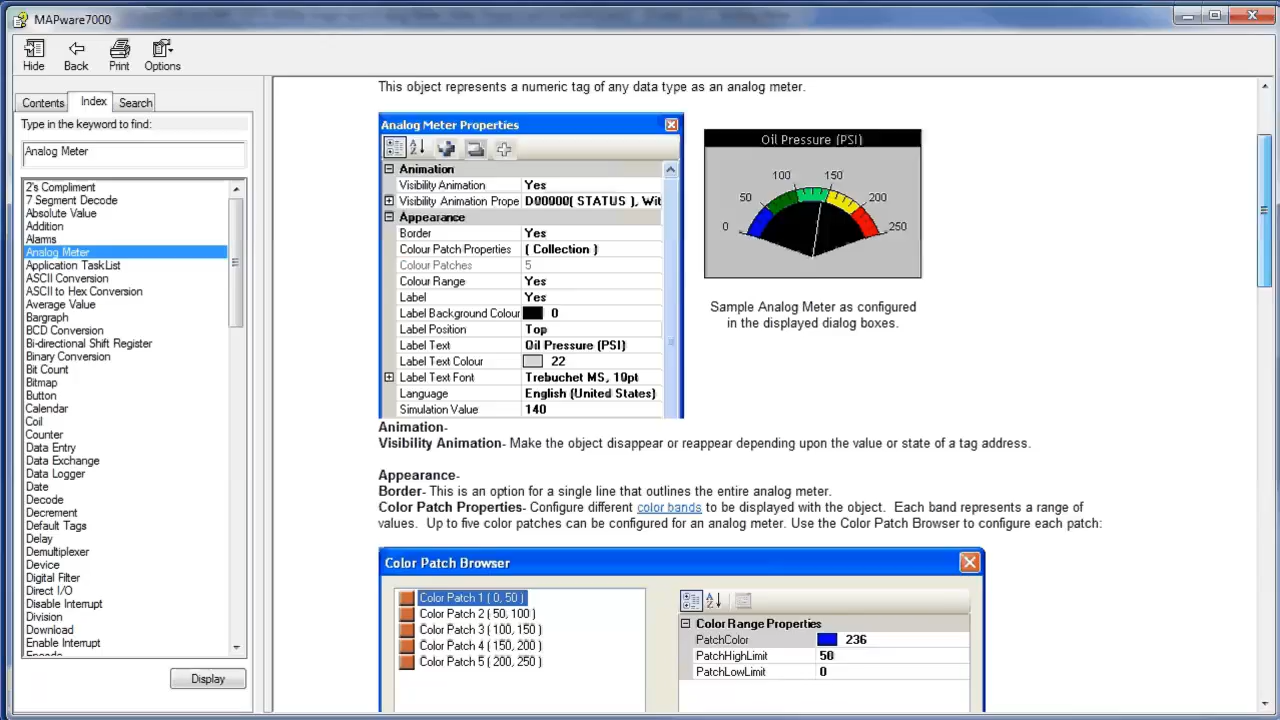 MAPware7000
Hide Back Print Options
Contents Index Search
Type in the keyword to find:
Analog Meter
2's Compliment
7 Segment Decode
Absolute Value
Addition
Alarms
Analog Meter
Application TaskList
ASCII Conversion
ASCII to Hex Conversion
Average Value
Bargraph
BCD Conversion
Bi-directional Shift Register
Binary Conversion
Bit Count
Bitmap
Button
Calendar
Coil
Counter
Data Entry
Data Exchange
Data Logger
Date
Decode
Decrement
Default Tags
Delay
Demultiplexer
Device
Digital Filter
Direct I/O
Disable Interrupt
Division
Download
Enable Interrupt
Encode
Display
This object represents a numeric tag of any data type as an analog meter.
Analog Meter Properties
Animation
Visibility Animation Yes
Visibility Animation Prope D00000( STATUS ), Wit
Appearance
Border Yes
Colour Patch Properties ( Collection )
Colour Patches 5
Colour Range Yes
Label Yes
Label Background Colour 0
Label Position Top
Label Text Oil Pressure (PSI)
Label Text Colour 22
Label Text Font Trebuchet MS, 10pt
Language English (United States)
Simulation Value 140
Oil Pressure (PSI)
0 50 100 150 200 250
Sample Analog Meter as configured
in the displayed dialog boxes.
Animation-
Visibility Animation- Make the object disappear or reappear depending upon the value or state of a tag address.
Appearance-
Border- This is an option for a single line that outlines the entire analog meter.
Color Patch Properties- Configure different color bands to be displayed with the object. Each band represents a range of
values. Up to five color patches can be configured for an analog meter. Use the Color Patch Browser to configure each patch:
Color Patch Browser
Color Patch 1 ( 0, 50 )
Color Patch 2 ( 50, 100 )
Color Patch 3 ( 100, 150 )
Color Patch 4 ( 150, 200 )
Color Patch 5 ( 200, 250 )
Color Range Properties
PatchColor 236
PatchHighLimit 50
PatchLowLimit 0